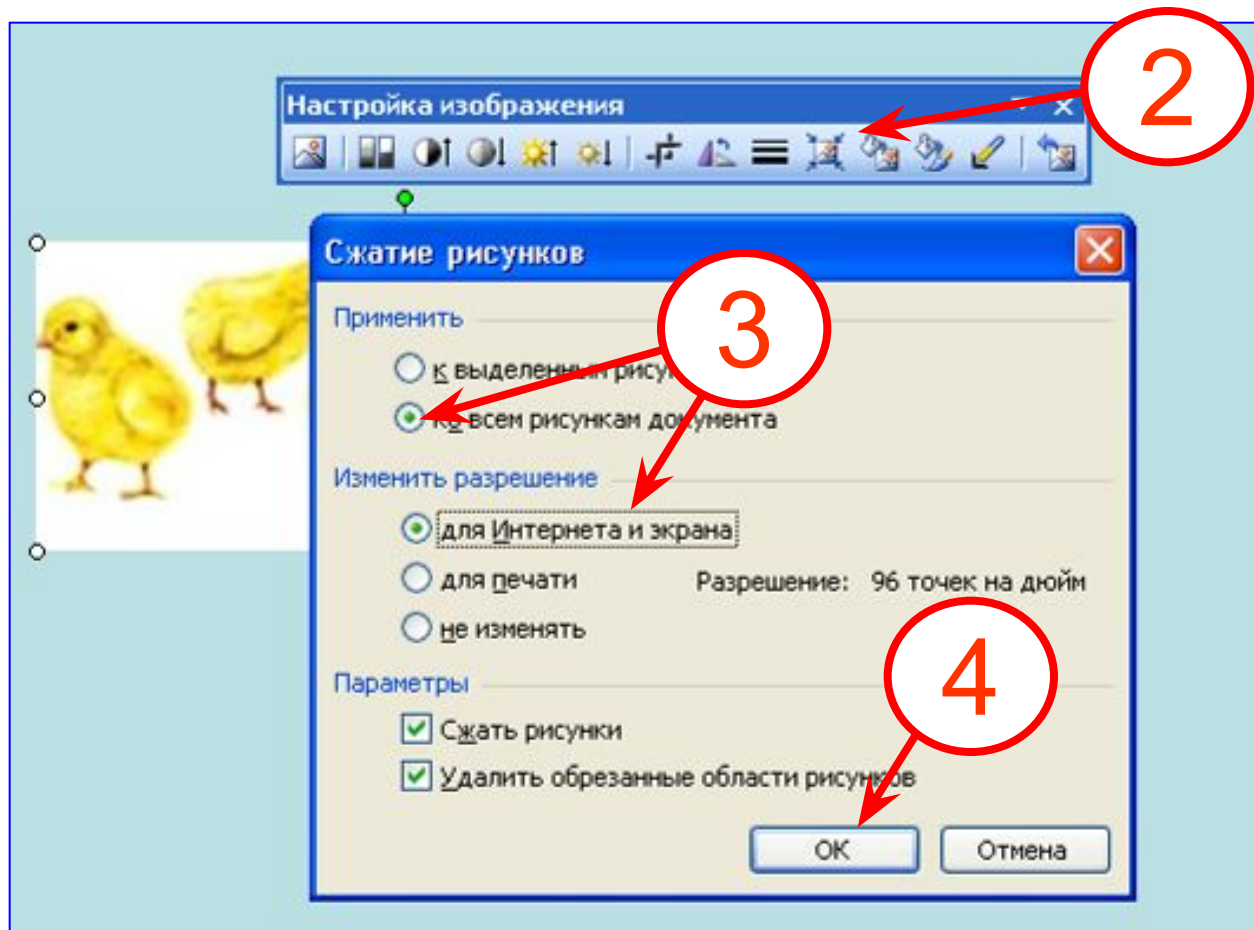 2
Настройка изображения
Сжатие рисунков
3
Применить
к выделенным
ко всем рисункам документа
Изменить разрешение
для Интернета и экрана
для печати Разрешение: 96 точек на дюйм
не изменять
4
Параметры
Сжать рисунки
Удалить обрезанные области рисунков
ОК Отмена